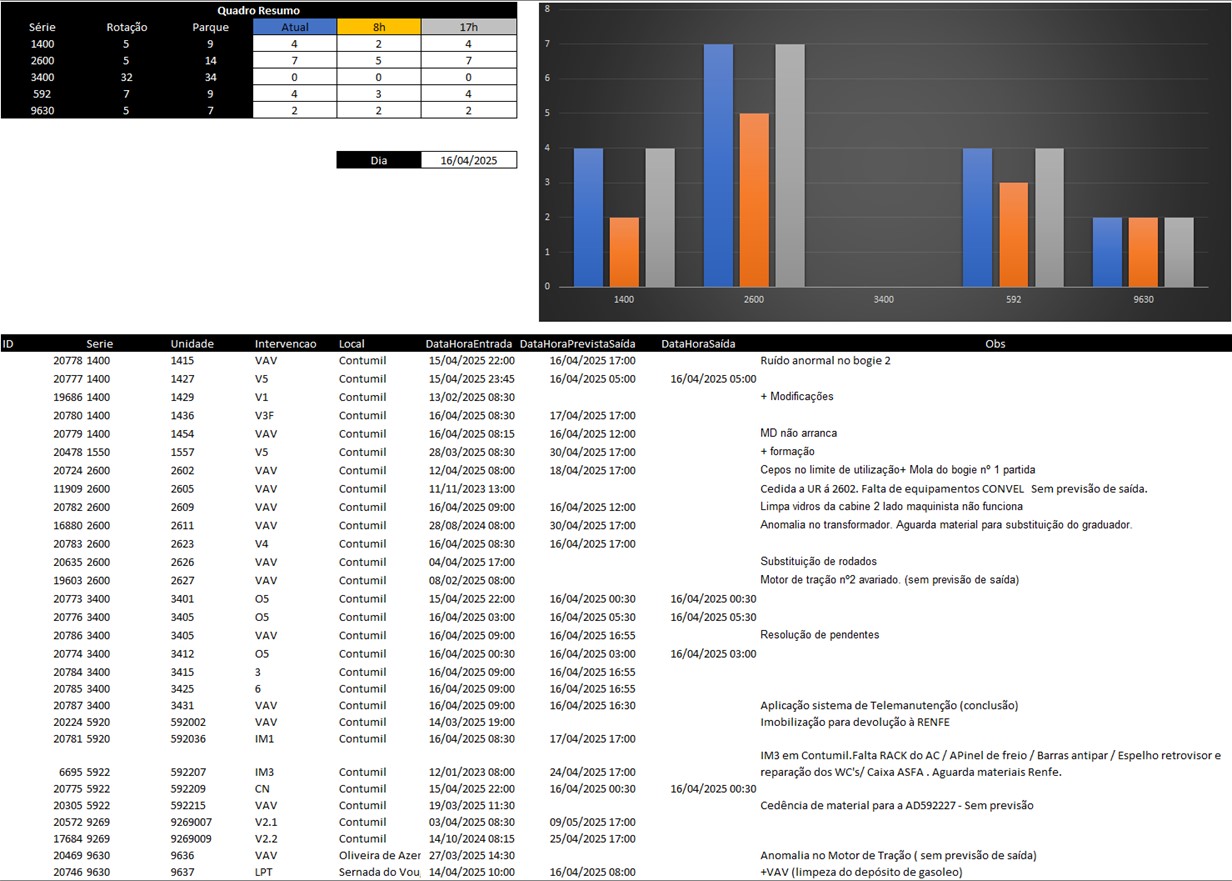 Quadro Resumo
Série Rotação Parque Atual 8h 17h
1400 5 9 4 2 4
2600 5 14 7 5 7
3400 32 34 0 0 0
592 7 9 4 3 4
9630 5 7 2 2 2
Dia 16/04/2025
8
7
6
5
4
3
2
1
0
1400 2600 3400 592 9630
ID Serie Unidade Intervencao Local DataHoraEntrada DataHoraPrevistaSaída DataHoraSaída Obs
20778 1400 1415 VAV Contumil 15/04/2025 22:00 16/04/2025 17:00 Ruído anormal no bogie 2
20777 1400 1427 V5 Contumil 15/04/2025 23:45 16/04/2025 05:00 16/04/2025 05:00
19686 1400 1429 V1 Contumil 13/02/2025 08:30 + Modificações
20780 1400 1436 V3F Contumil 16/04/2025 08:30 17/04/2025 17:00
20779 1400 1454 VAV Contumil 16/04/2025 08:15 16/04/2025 12:00 MD não arranca
20478 1550 1557 V5 Contumil 28/03/2025 08:30 30/04/2025 17:00 + formação
20724 2600 2602 VAV Contumil 12/04/2025 08:00 18/04/2025 17:00 Cepos no limite de utilização+ Mola do bogie nº 1 partida
11909 2600 2605 VAV Contumil 11/11/2023 13:00 Cedida a UR á 2602. Falta de equipamentos CONVEL Sem previsão de saída.
20782 2600 2609 VAV Contumil 16/04/2025 09:00 16/04/2025 12:00 Limpa vidros da cabine 2 lado maquinista não funciona
16880 2600 2611 VAV Contumil 28/08/2024 08:00 30/04/2025 17:00 Anomalia no transformador. Aguarda material para substituição do graduador.
20783 2600 2623 V4 Contumil 16/04/2025 08:30 16/04/2025 17:00
20635 2600 2626 VAV Contumil 04/04/2025 17:00 Substituição de rodados
19603 2600 2627 VAV Contumil 08/02/2025 08:00 Motor de tração nº2 avariado. (sem previsão de saída)
20773 3400 3401 O5 Contumil 15/04/2025 22:00 16/04/2025 00:30 16/04/2025 00:30
20776 3400 3405 O5 Contumil 16/04/2025 03:00 16/04/2025 05:30 16/04/2025 05:30
20786 3400 3405 VAV Contumil 16/04/2025 09:00 16/04/2025 16:55 Resolução de pendentes
20774 3400 3412 O5 Contumil 16/04/2025 00:30 16/04/2025 03:00 16/04/2025 03:00
20784 3400 3415 3 Contumil 16/04/2025 09:00 16/04/2025 16:55
20785 3400 3425 6 Contumil 16/04/2025 09:00 16/04/2025 16:55
20787 3400 3431 VAV Contumil 16/04/2025 09:00 16/04/2025 16:30 Aplicação sistema de Telemanutenção (conclusão)
20224 5920 592002 VAV Contumil 14/03/2025 19:00 Imobilização para devolução à RENFE
20781 5920 592036 IM1 Contumil 16/04/2025 08:30 17/04/2025 17:00
IM3 em Contumil.Falta RACK do AC / APinel de freio / Barras antipar / Espelho retrovisor e
6695 5922 592207 IM3 Contumil 12/01/2023 08:00 24/04/2025 17:00 reparação dos WC's/ Caixa ASFA . Aguarda materiais Renfe.
20775 5922 592209 CN Contumil 15/04/2025 22:00 16/04/2025 00:30 16/04/2025 00:30
20305 5922 592215 VAV Contumil 19/03/2025 11:30 Cedência de material para a AD592227 - Sem previsão
20572 9269 9269007 V2.1 Contumil 03/04/2025 08:30 09/05/2025 17:00
17684 9269 9269009 V2.2 Contumil 14/10/2024 08:15 25/04/2025 17:00
20469 9630 9636 VAV Oliveira de Azer 27/03/2025 14:30 Anomalia no Motor de Tração ( sem previsão de saída)
20746 9630 9637 LPT Sernada do Vou 14/04/2025 10:00 16/04/2025 08:00 +VAV (limpeza do depósito de gasoleo)